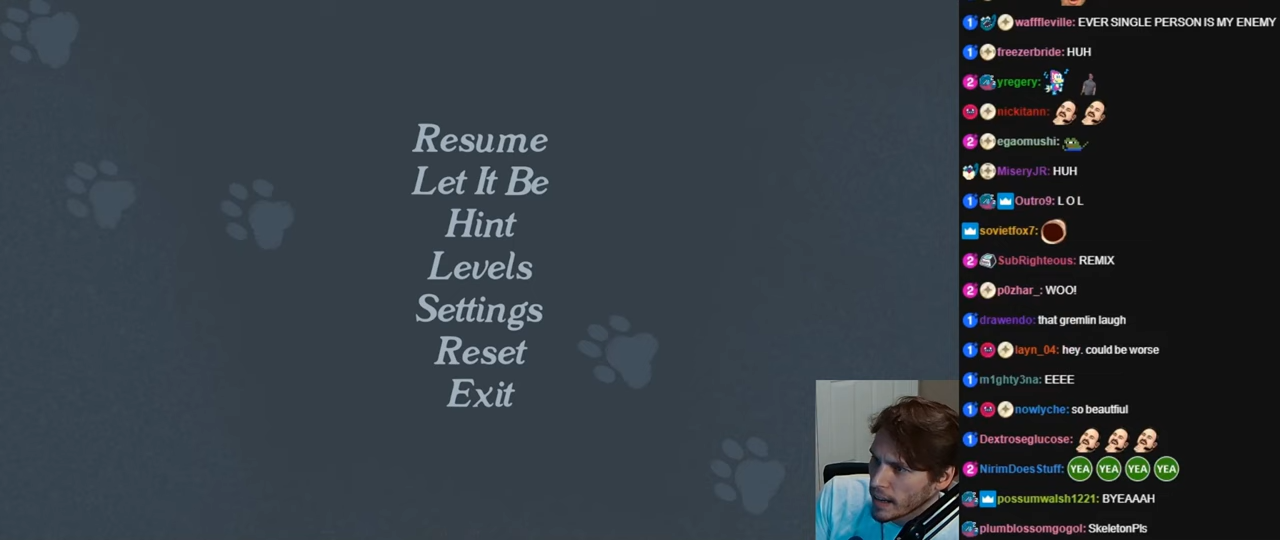 Resume
Let It Be
Hint
Levels
Settings
Reset
Exit
wafffleville: EVER SINGLE PERSON IS MY ENEMY
freezerbride: HUH
yregery:
nickitann:
egaomushi:
MiseryJR: HUH
Outro9: L O L
sovietfox7:
SubRighteous: REMIX
p0zhar_: WOO!
drawendo: that gremlin laugh
layn_04: hey. could be worse
m1ghty3na: EEEE
nowlyche: so beautfiul
Dextroseglucose:
NirimDoesStuff: YEA YEA YEA YEA
possumwalsh1221: BYEAAAH
plumblossomgogol: SkeletonPls